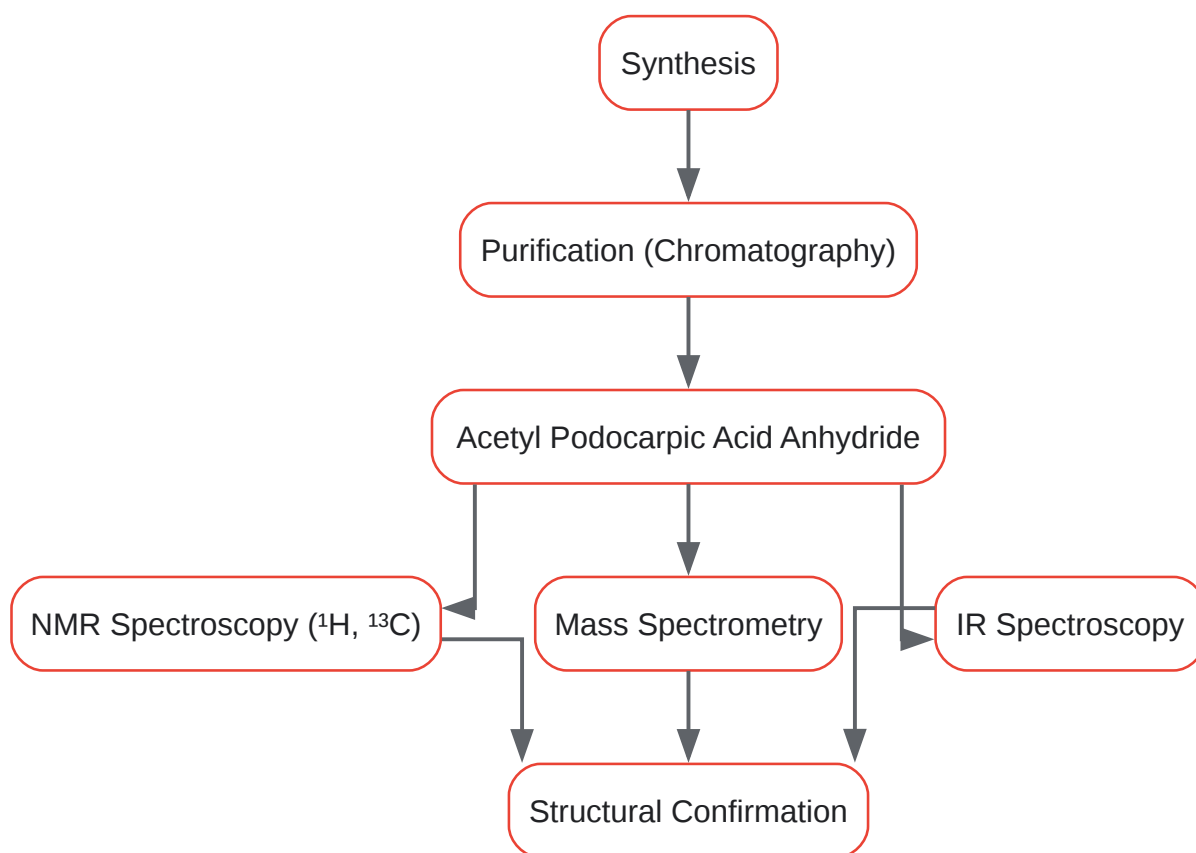 Synthesis
Purification (Chromatography)
Acetyl Podocarpic Acid Anhydride
NMR Spectroscopy (¹H, ¹³C)
Mass Spectrometry
IR Spectroscopy
Structural Confirmation